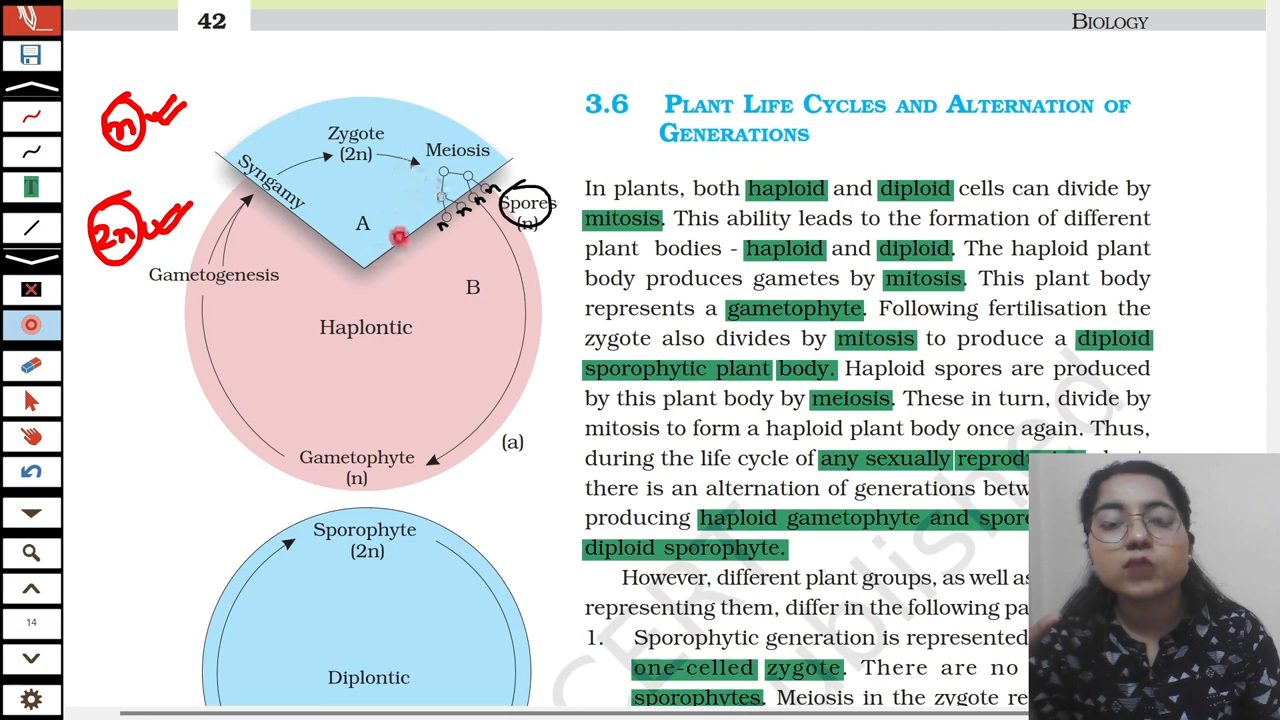 42
BIOLOGY
n
2n
Zygote
(2n)
Meiosis
Syngamy
A
n n n n
Spores
(n)
Gametogenesis
B
Haplontic
(a)
Gametophyte
(n)
Sporophyte
(2n)
Diplontic
3.6 PLANT LIFE CYCLES AND ALTERNATION OF
GENERATIONS
In plants, both haploid and diploid cells can divide by
mitosis. This ability leads to the formation of different
plant bodies - haploid and diploid. The haploid plant
body produces gametes by mitosis. This plant body
represents a gametophyte. Following fertilisation the
zygote also divides by mitosis to produce a diploid
sporophytic plant body. Haploid spores are produced
by this plant body by meiosis. These in turn, divide by
mitosis to form a haploid plant body once again. Thus,
during the life cycle of any sexually
there is an alternation of generations
producing haploid gametophyte and
diploid sporophyte.
However, different plant groups, as well as
representing them, differ in the following
1. Sporophytic generation is represented
one-celled zygote. There are no
sporophytes. Meiosis in the zygote
T
14